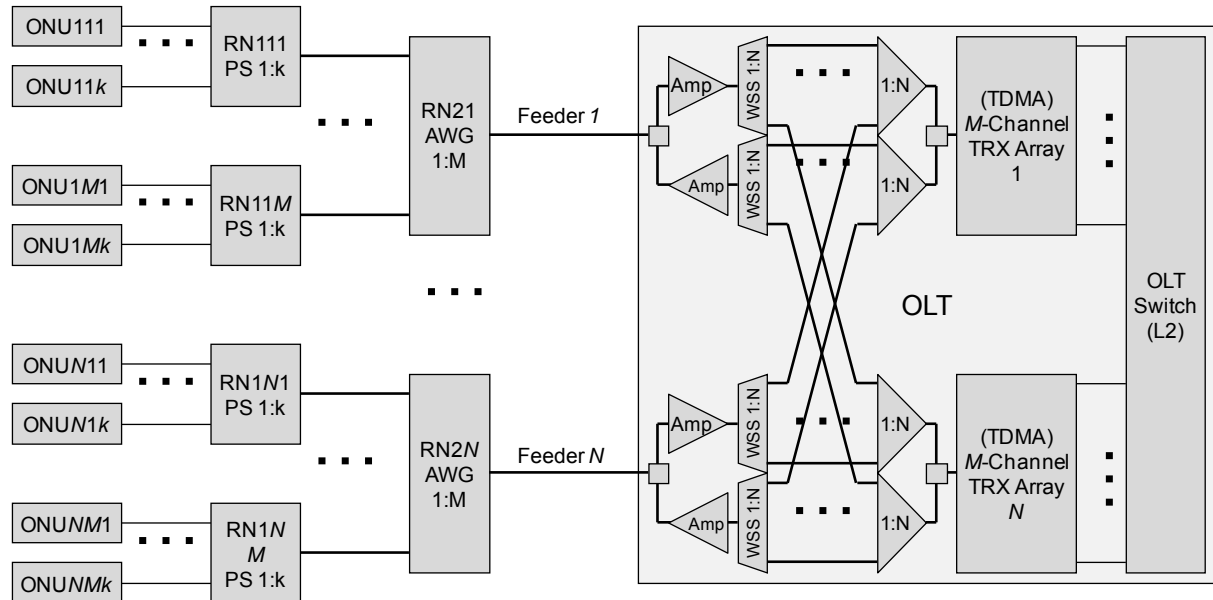 ONU111
ONU11k
RN111
PS 1:k
ONU1M1
ONU1Mk
RN11M
PS 1:k
RN21
AWG
1:M
Feeder 1
ONUN11
ONUN1k
RN1N1
PS 1:k
ONUNM1
ONUNMk
RN1N
M
PS 1:k
RN2N
AWG
1:M
Feeder N
Amp
WSS 1:N
1:N
Amp
WSS 1:N
1:N
(TDMA)
M-Channel
TRX Array
1
OLT
Amp
WSS 1:N
1:N
Amp
WSS 1:N
1:N
(TDMA)
M-Channel
TRX Array
N
OLT
Switch
(L2)